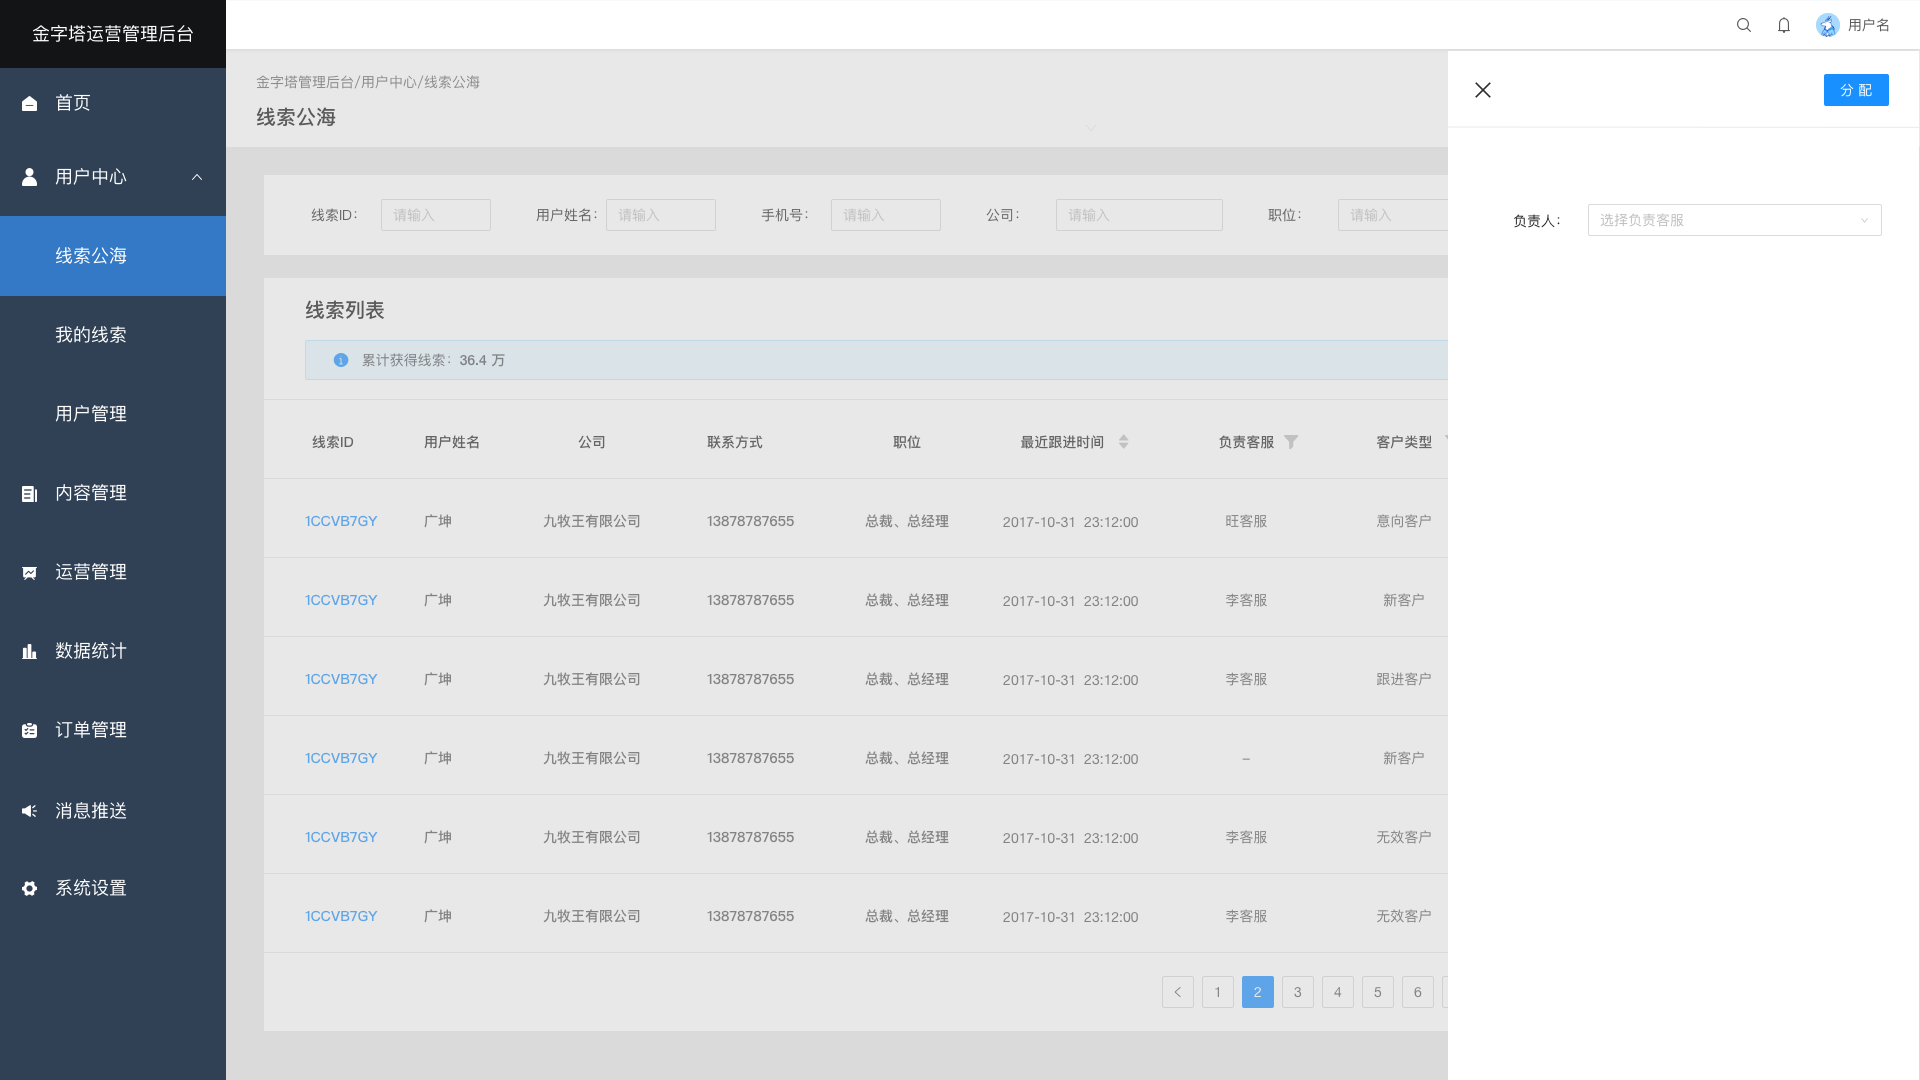 金字塔运营管理后台
用户名
首页
用户中心
线索公海
我的线索
用户管理
内容管理
运营管理
数据统计
订单管理
消息推送
系统设置
金字塔管理后台/用户中心/线索公海
线索公海
线索ID： 请输入 用户姓名： 请输入 手机号： 请输入 公司： 请输入 职位： 请输入
线索列表
累计获得线索：36.4 万
线索ID 用户姓名 公司 联系方式 职位 最近跟进时间 负责客服 客户类型
1CCVB7GY 广坤 九牧王有限公司 13878787655 总裁、总经理 2017-10-31 23:12:00 旺客服 意向客户
1CCVB7GY 广坤 九牧王有限公司 13878787655 总裁、总经理 2017-10-31 23:12:00 李客服 新客户
1CCVB7GY 广坤 九牧王有限公司 13878787655 总裁、总经理 2017-10-31 23:12:00 李客服 跟进客户
1CCVB7GY 广坤 九牧王有限公司 13878787655 总裁、总经理 2017-10-31 23:12:00 – 新客户
1CCVB7GY 广坤 九牧王有限公司 13878787655 总裁、总经理 2017-10-31 23:12:00 李客服 无效客户
1CCVB7GY 广坤 九牧王有限公司 13878787655 总裁、总经理 2017-10-31 23:12:00 李客服 无效客户
1 2 3 4 5 6
分 配
负责人： 选择负责客服